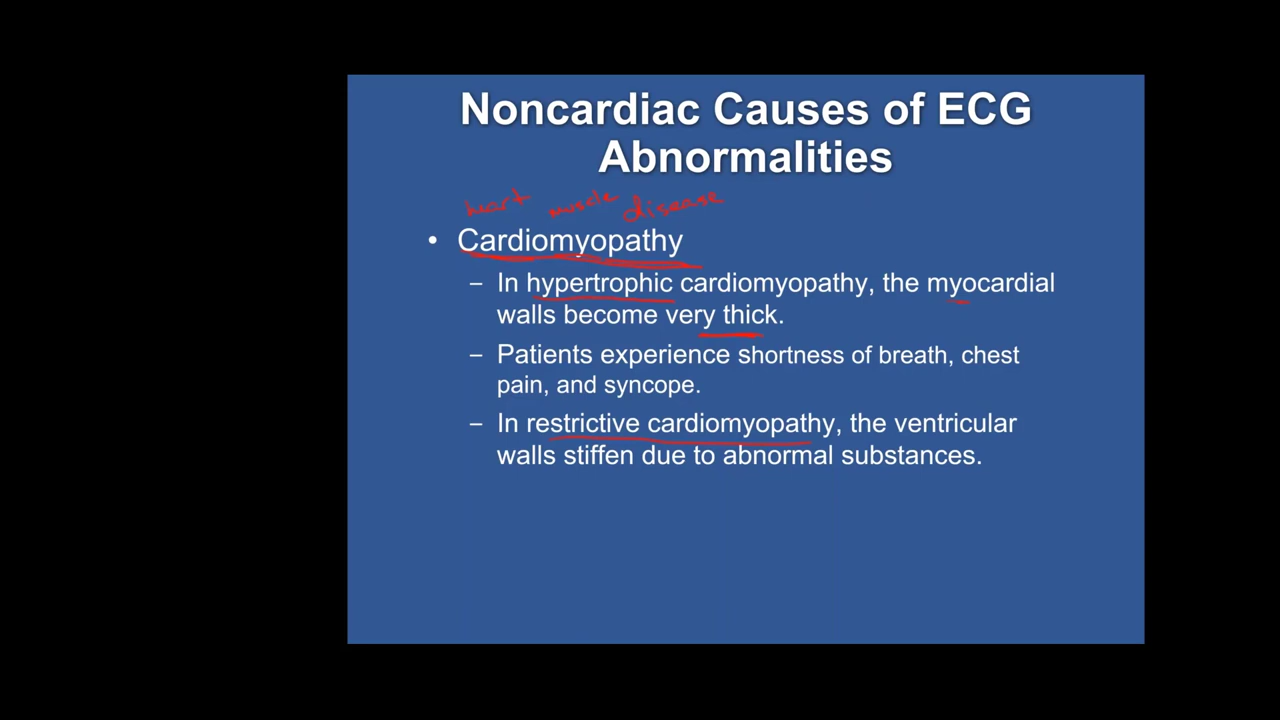 Noncardiac Causes of ECG
Abnormalities
heart muscle disease
• Cardiomyopathy
– In hypertrophic cardiomyopathy, the myocardial
walls become very thick.
– Patients experience shortness of breath, chest
pain, and syncope.
– In restrictive cardiomyopathy, the ventricular
walls stiffen due to abnormal substances.